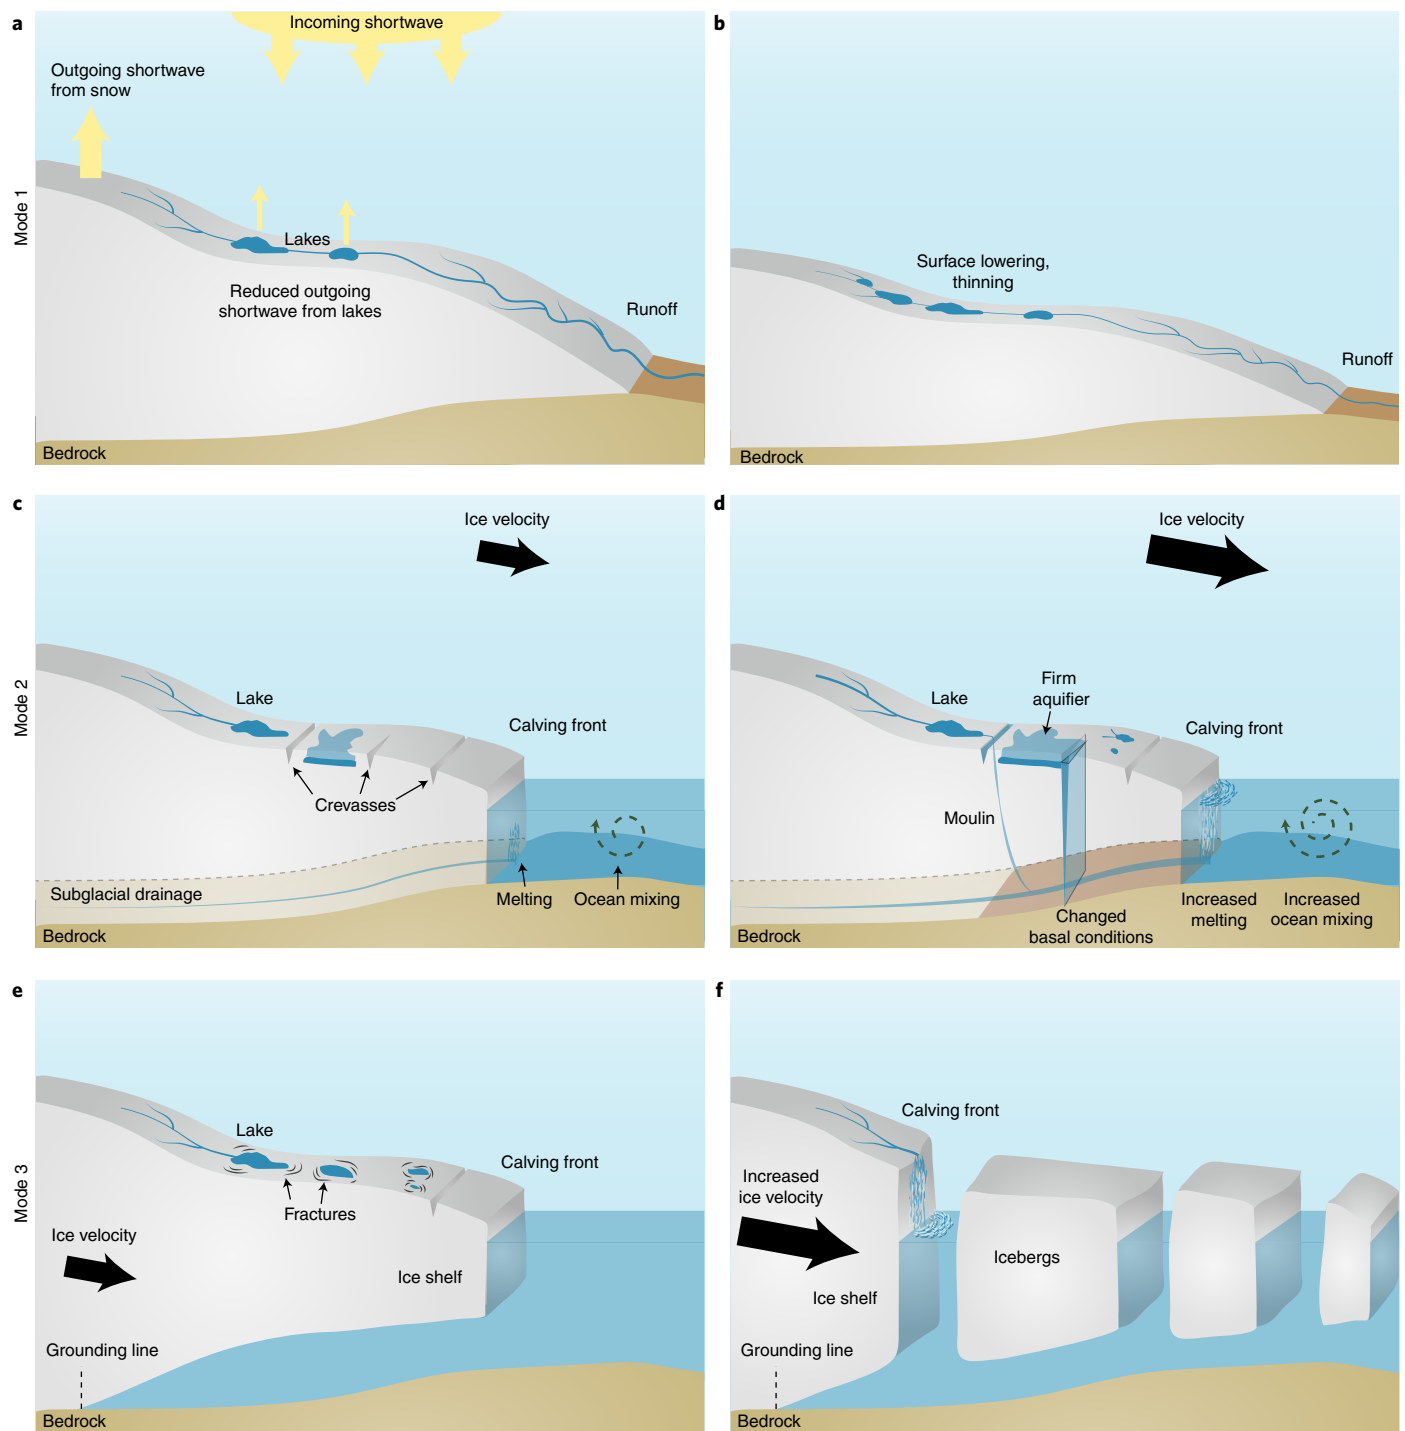 a
Incoming shortwave
Outgoing shortwave
from snow
Mode 1
Lakes
Reduced outgoing
shortwave from lakes
Runoff
Bedrock
b
Surface lowering,
thinning
Runoff
Bedrock
c
Ice velocity
Mode 2
Lake
Calving front
Crevasses
Subglacial drainage
Melting
Ocean mixing
Bedrock
d
Ice velocity
Firm
aquifier
Lake
Calving front
Moulin
Changed
basal conditions
Increased
melting
Increased
ocean mixing
Bedrock
e
Mode 3
Lake
Calving front
Fractures
Ice velocity
Ice shelf
Grounding line
Bedrock
f
Calving front
Increased
ice velocity
Icebergs
Ice shelf
Grounding line
Bedrock